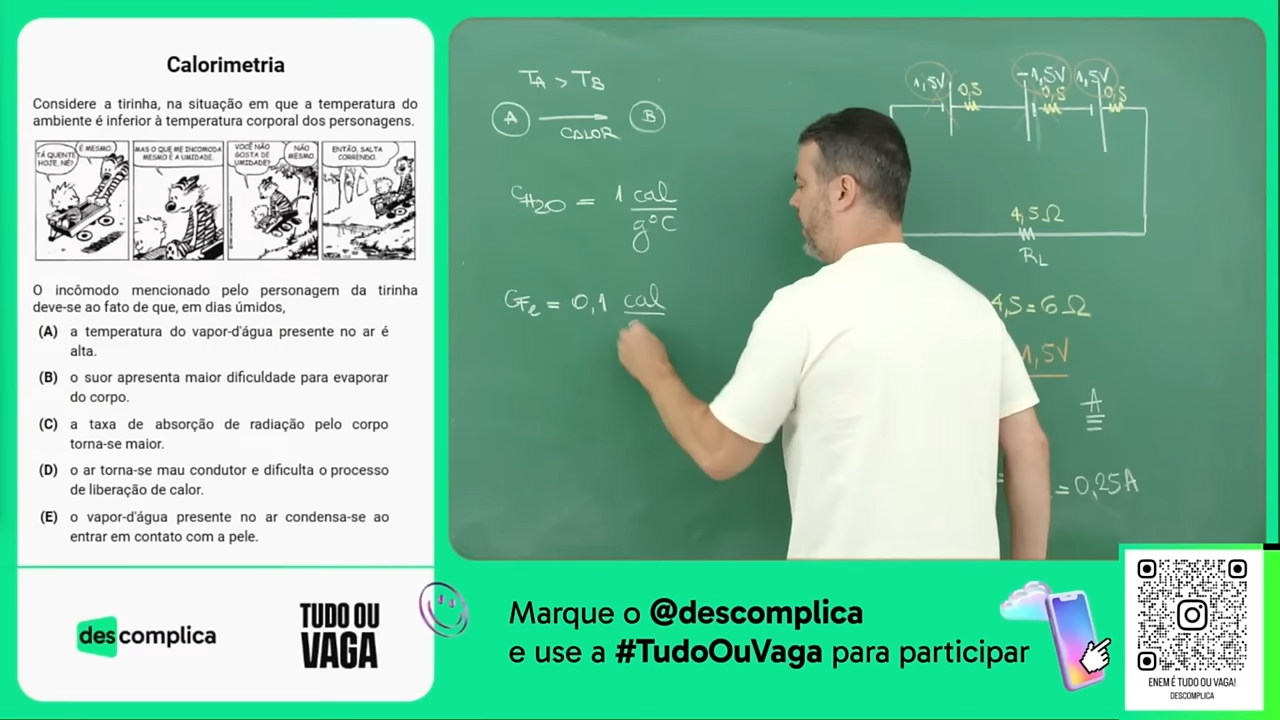 Calorimetria
Considere a tirinha, na situação em que a temperatura do
ambiente é inferior à temperatura corporal dos personagens.
TÁ QUENTE
HOJE, NÉ?
É MESMO.
MAS O QUE ME INCOMODA
MESMO É A UMIDADE.
VOCÊ NÃO
GOSTA DE
UMIDADE?
NÃO
MESMO.
ENTÃO, SALTA
CORRENDO.
O incômodo mencionado pelo personagem da tirinha
deve-se ao fato de que, em dias úmidos,
(A) a temperatura do vapor-d'água presente no ar é
alta.
(B) o suor apresenta maior dificuldade para evaporar
do corpo.
(C) a taxa de absorção de radiação pelo corpo
torna-se maior.
(D) o ar torna-se mau condutor e dificulta o processo
de liberação de calor.
(E) o vapor-d'água presente no ar condensa-se ao
entrar em contato com a pele.
descomplica
TUDO OU
VAGA
TA > TB
A CALOR B
CH2O = 1 cal
g°C
CFe = 0,1 cal
1,5V 0,5 -1,5V 0,5 1,5V 0,5
4,5Ω
RL
4,5=6Ω
1,5V
A
= = 0,25A
Marque o @descomplica
e use a #TudoOuVaga para participar
ENEM É TUDO OU VAGA!
DESCOMPLICA